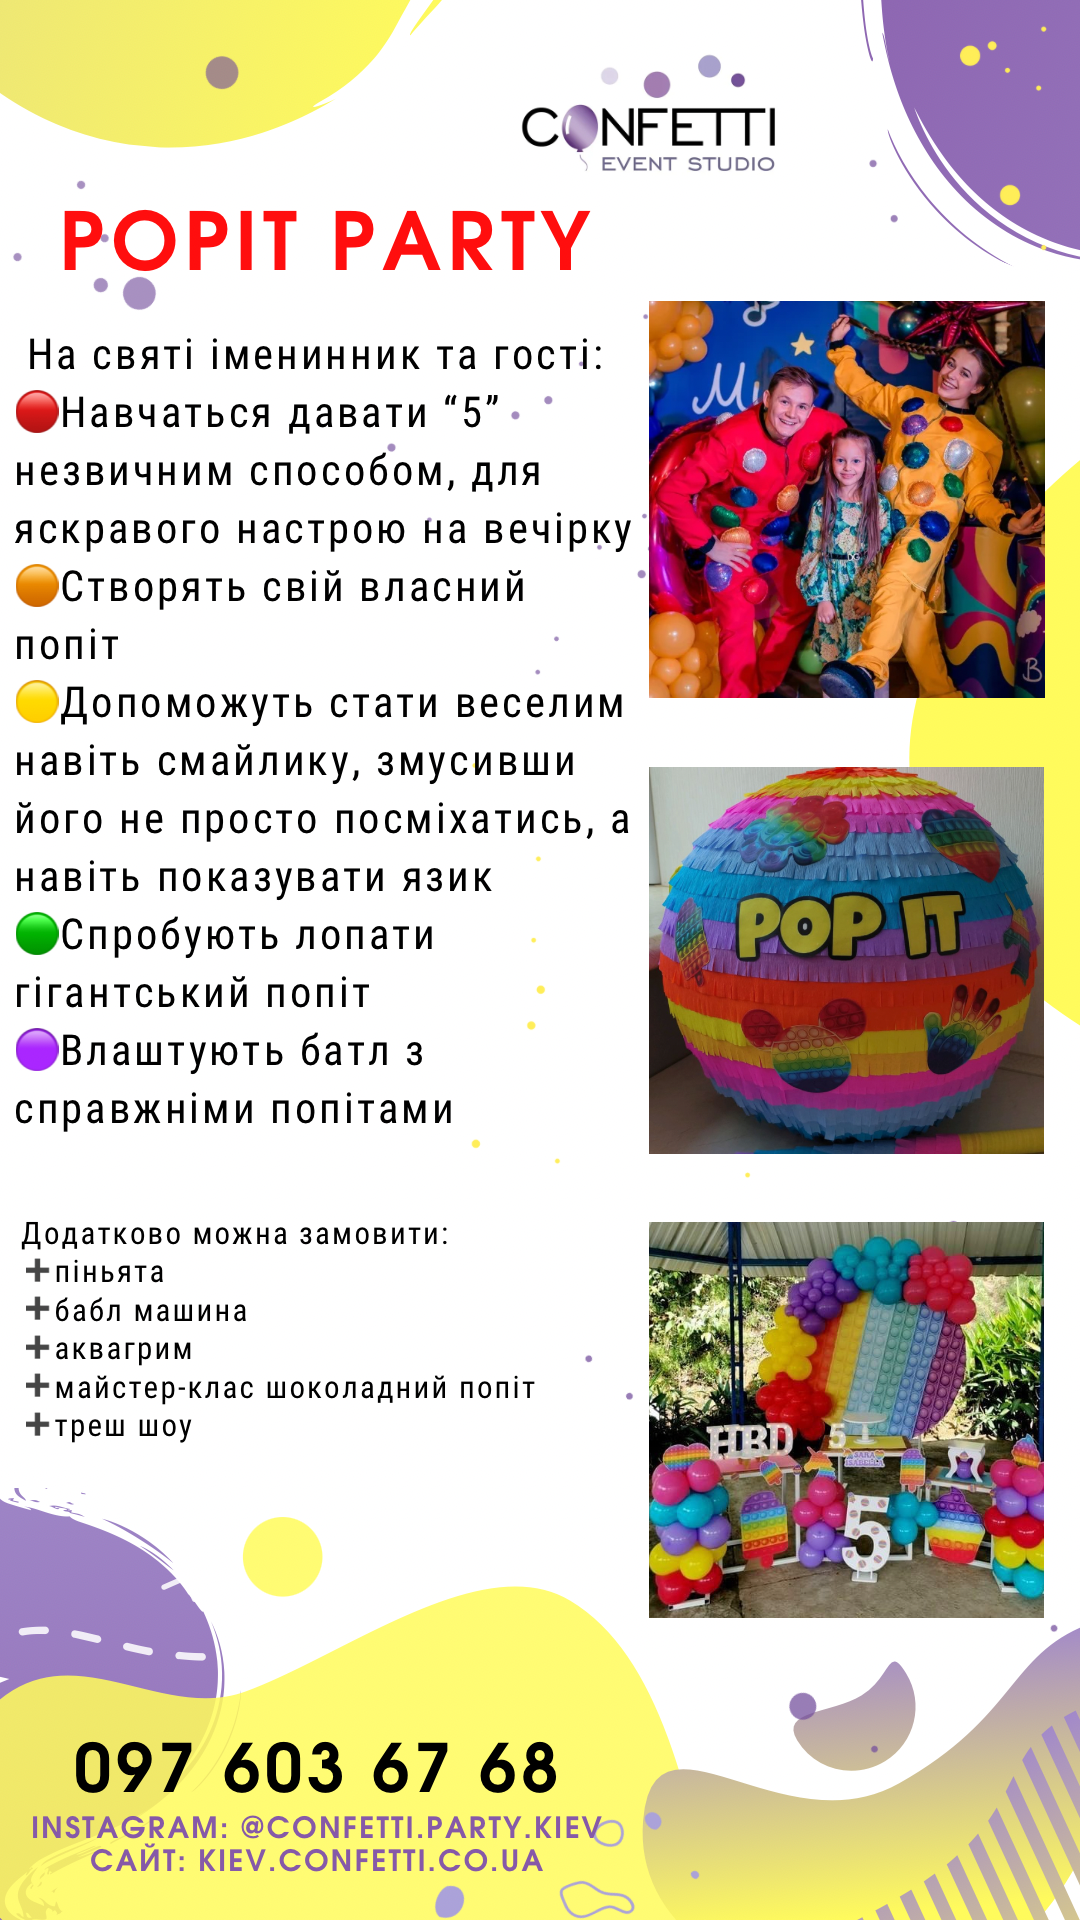 CONFETTI
EVENT STUDIO
POPIT PARTY
На святі іменинник та гості:
🔴Навчаться давати “5”
незвичним способом, для
яскравого настрою на вечірку
🟠Створять свій власний
попіт
🟡Допоможуть стати веселим
навіть смайлику, змусивши
його не просто посміхатись, а
навіть показувати язик
🟢Спробують лопати
гігантський попіт
🟣Влаштують батл з
справжніми попітами
POP IT
Додатково можна замовити:
➕піньята
➕бабл машина
➕аквагрим
➕майстер-клас шоколадний попіт
➕треш шоу
HBD
5
5
097 603 67 68
INSTAGRAM: @CONFETTI.PARTY.KIEV
САЙТ: KIEV.CONFETTI.CO.UA